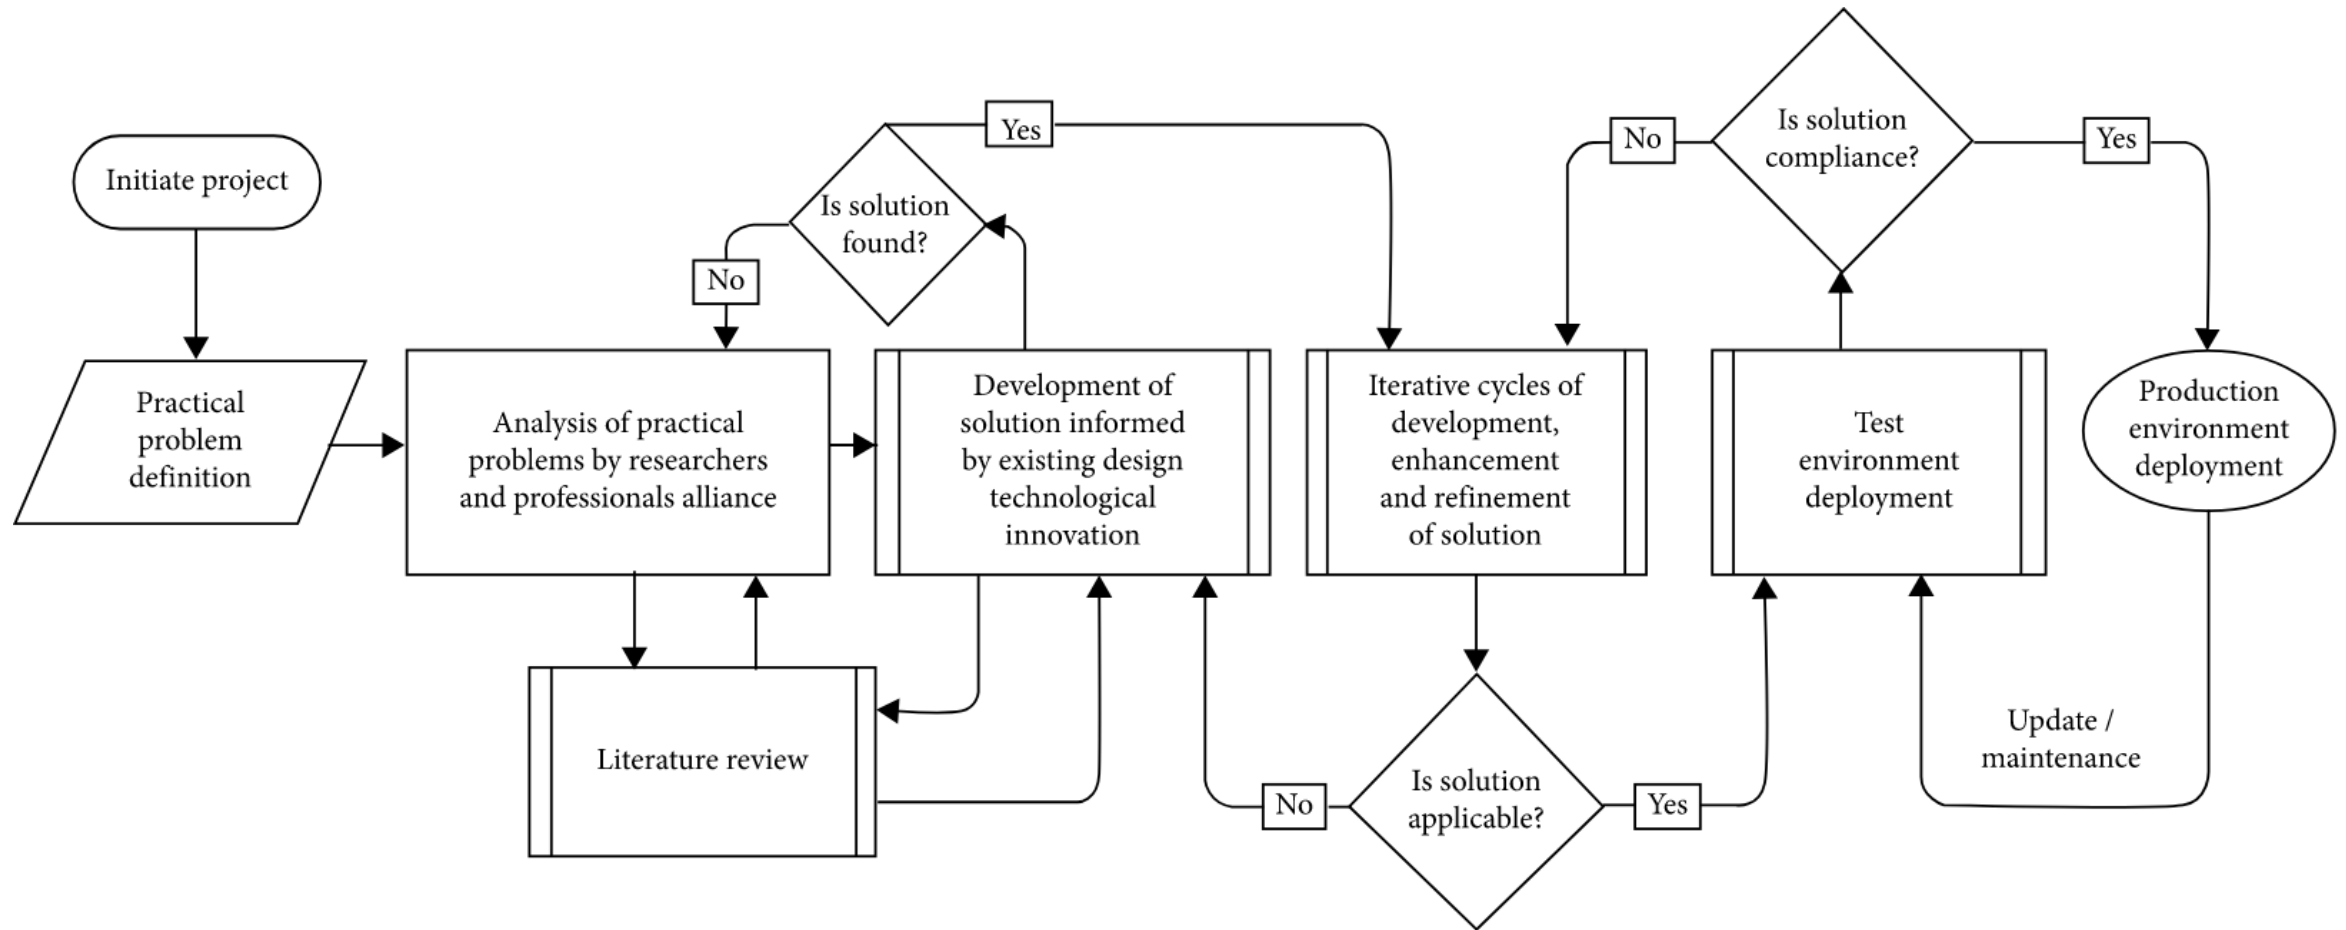 Initiate project
Practical
problem
definition
Analysis of practical
problems by researchers
and professionals alliance
Literature review
No
Is solution
found?
Yes
Development of
solution informed
by existing design
technological
innovation
Iterative cycles of
development,
enhancement
and refinement
of solution
No
Is solution
applicable?
Yes
Test
environment
deployment
No
Is solution
compliance?
Yes
Production
environment
deployment
Update /
maintenance